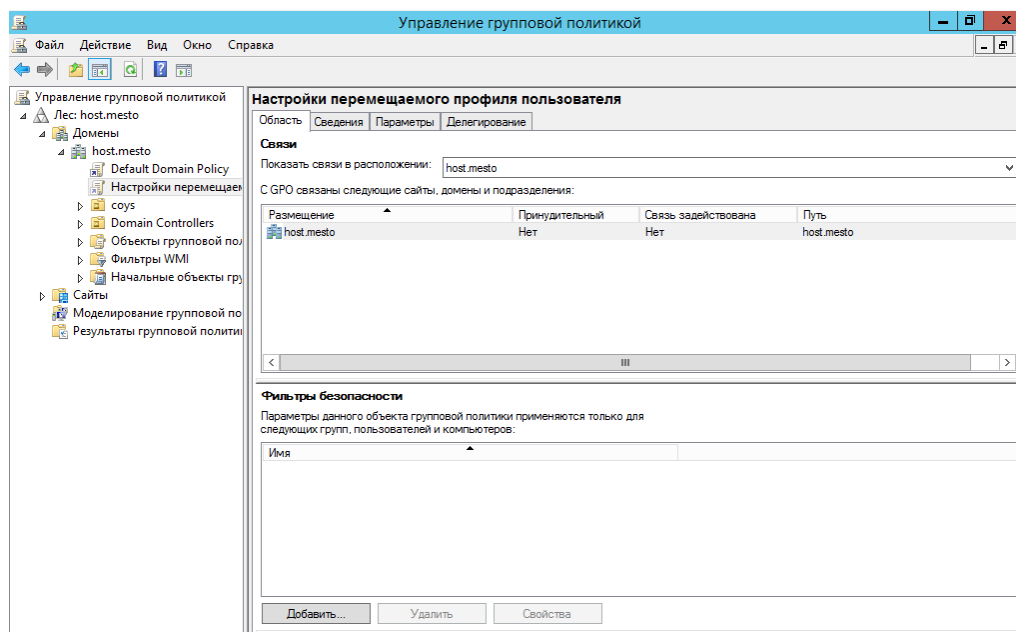 Управление групповой политикой
Файл Действие Вид Окно Справка
Управление групповой политикой
Лес: host.mesto
Домены
host.mesto
Default Domain Policy
Настройки перемещаем
coys
Domain Controllers
Объекты групповой пол
Фильтры WMI
Начальные объекты гру
Сайты
Моделирование групповой по
Результаты групповой полити
Настройки перемещаемого профиля пользователя
Область Сведения Параметры Делегирование
Связи
Показать связи в расположении: host.mesto
С GPO связаны следующие сайты, домены и подразделения:
Размещение Принудительный Связь задействована Путь
host.mesto Нет Нет host.mesto
Фильтры безопасности
Параметры данного объекта групповой политики применяются только для
следующих групп, пользователей и компьютеров:
Имя
Добавить... Удалить Свойства